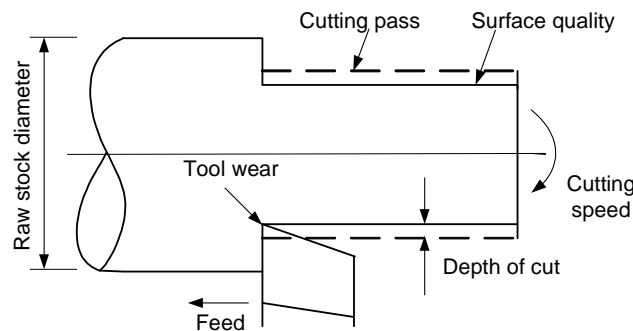 Cutting pass
Surface quality
Raw stock diameter
Tool wear
Cutting
speed
Depth of cut
Feed